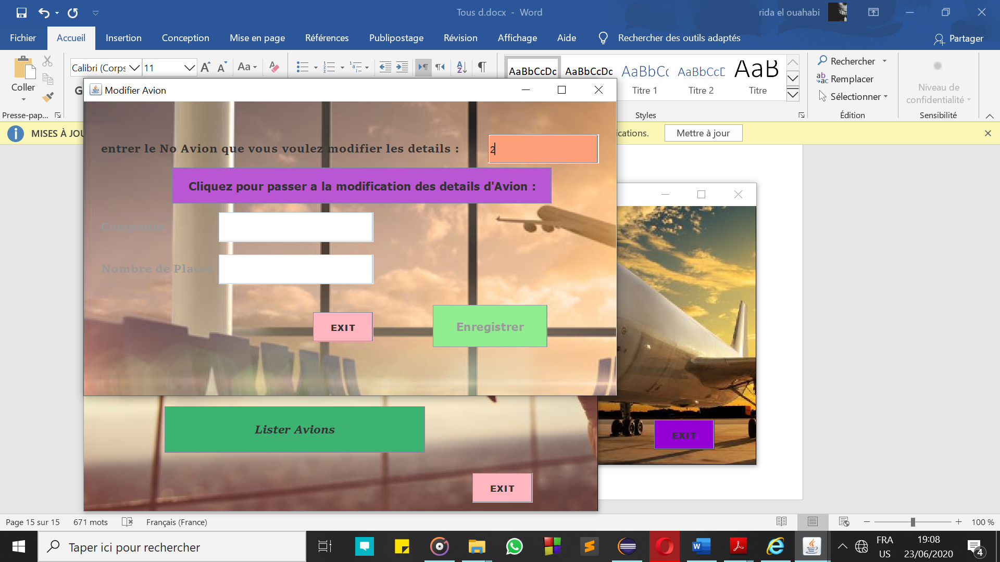 Tous d.docx - Word
rida el ouahabi
Fichier
Accueil
Insertion
Conception
Mise en page
Références
Publipostage
Révision
Affichage
Aide
Rechercher des outils adaptés
Partager
Coller
Presse-pap...
Calibri (Corps
11
Aa
G
AaBbCcDc
AaBbCcDc
AaBbCc
AaBbCcD
AaB
Titre 1
Titre 2
Titre
Styles
Rechercher
Remplacer
Sélectionner
Édition
Niveau de
confidentialité
Sensibilité
MISES À JOU
ications.
Mettre à jour
Modifier Avion
entrer le No Avion que vous voulez modifier les details :
2
Cliquez pour passer a la modification des details d'Avion :
Companie
Nombre de Places
EXIT
Enregistrer
Lister Avions
EXIT
EXIT
Page 15 sur 15
671 mots
Français (France)
100 %
Taper ici pour rechercher
FRA
US
19:08
23/06/2020
4